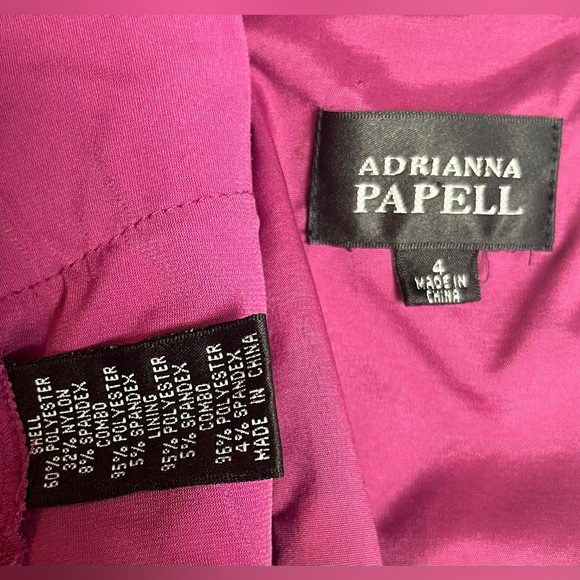 ADRIANNA
PAPELL
4
MADE IN
CHINA
SHELL
60% POLYESTER
32% NYLON
8% SPANDEX
COMBO
95% POLYESTER
5% SPANDEX
LINING
95% POLYESTER
5% SPANDEX
COMBO
96% POLYESTER
4% SPANDEX
MADE IN CHINA